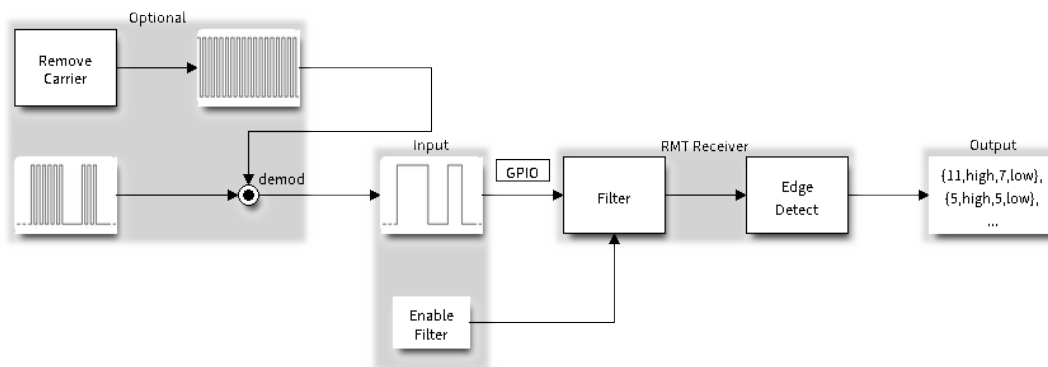 Optional
Remove
Carrier
demod
Input
GPIO
RMT Receiver
Filter
Edge
Detect
Output
{11,high,7,low},
{5,high,5,low},
...
Enable
Filter